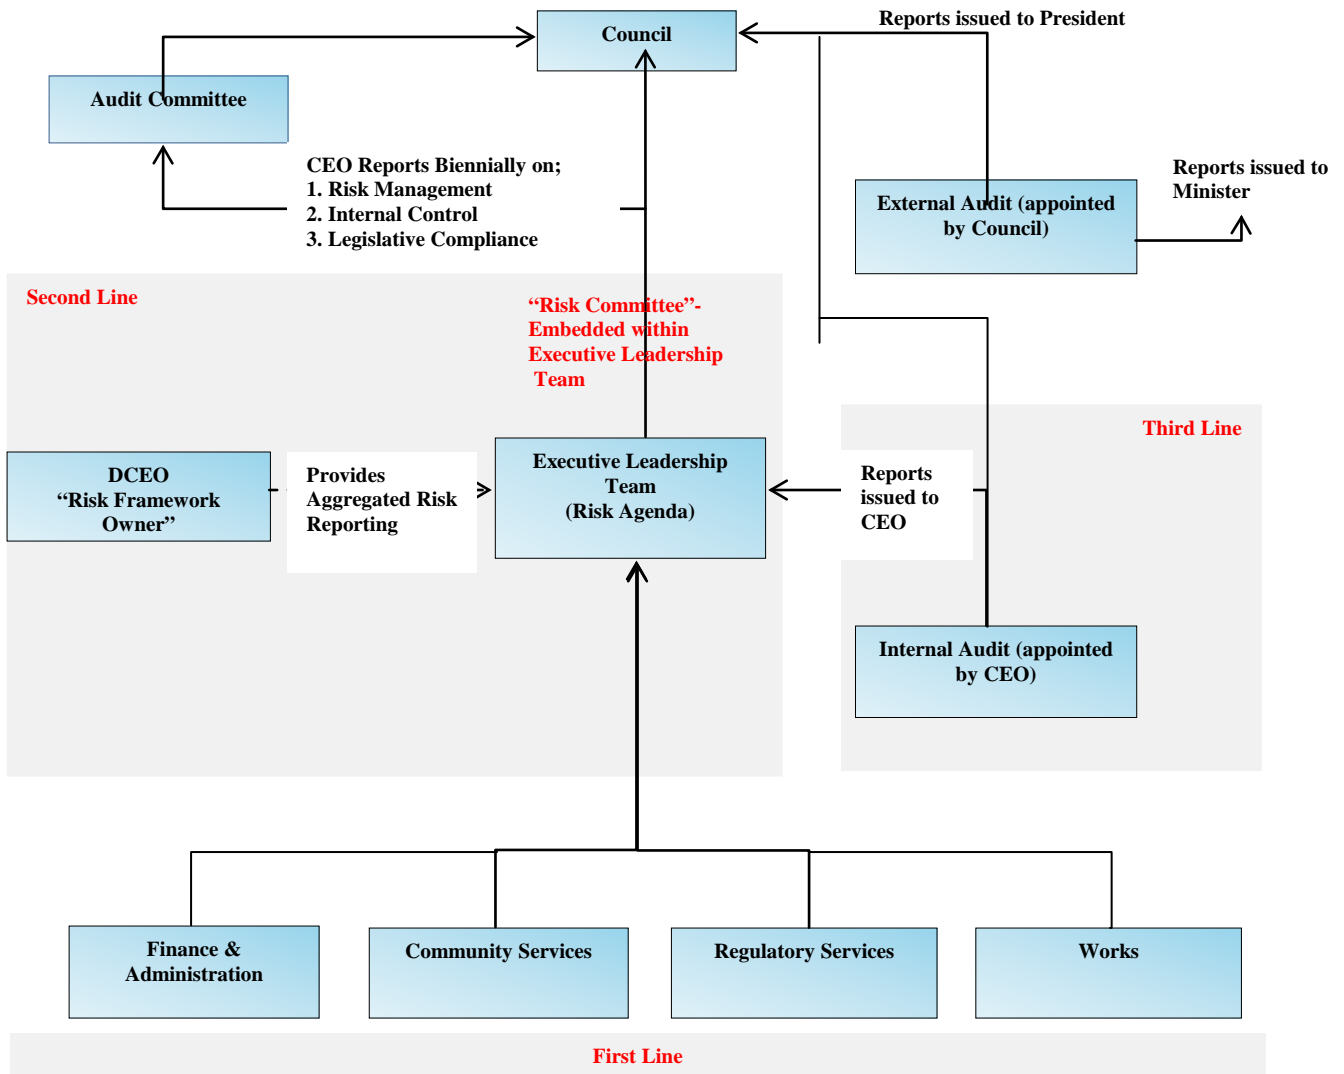 Reports issued to President
Council
Audit Committee
CEO Reports Biennially on;
1. Risk Management
2. Internal Control
3. Legislative Compliance
Reports issued to
Minister
External Audit (appointed
by Council)
Second Line
“Risk Committee”-
Embedded within
Executive Leadership
Team
Third Line
DCEO
“Risk Framework
Owner”
Provides
Aggregated Risk
Reporting
Executive Leadership
Team
(Risk Agenda)
Reports
issued to
CEO
Internal Audit (appointed
by CEO)
Finance &
Administration
Community Services
Regulatory Services
Works
First Line